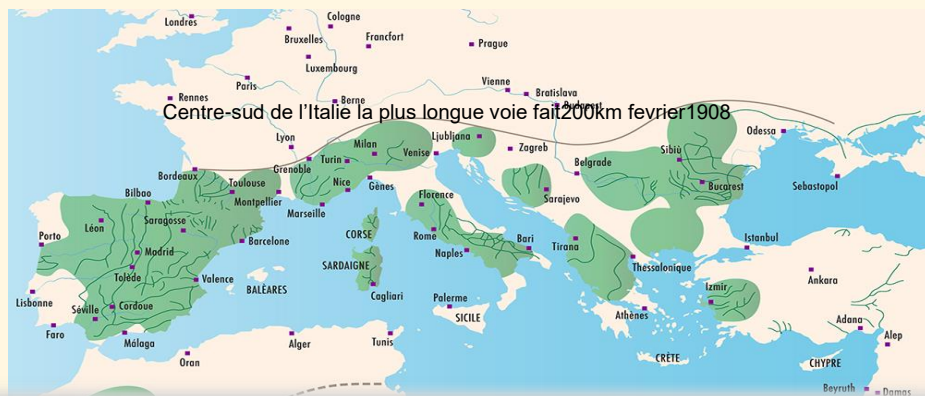 Cologne
Londres
Bruxelles
Francfort
Prague
Luxembourg
Paris
Vienne
Bratislava
Rennes
Berne
Budapest
Centre-sud de l’Italie la plus longue voie fait200km fevrier1908
Lyon
Milan
Ljubljana
Zagreb
Sibiú
Odessa
Turin
Venise
Grenoble
Belgrade
Bordeaux
Toulouse
Nice
Gênes
Bucarest
Sebastopol
Bilbao
Montpellier
Florence
Sarajevo
Marseille
Léon
Saragosse
CORSE
Rome
Bari
Tirana
Istanbul
Porto
Madrid
Barcelone
Naples
SARDAIGNE
Thessalonique
Tolède
Valence
BALÉARES
Cagliari
Palerme
Izmir
Ankara
Lisbonne
Séville
Cordoue
SICILE
Athènes
Adana
Faro
Málaga
Alger
Tunis
Alep
Oran
CRÈTE
CHYPRE
Beyruth
Damas